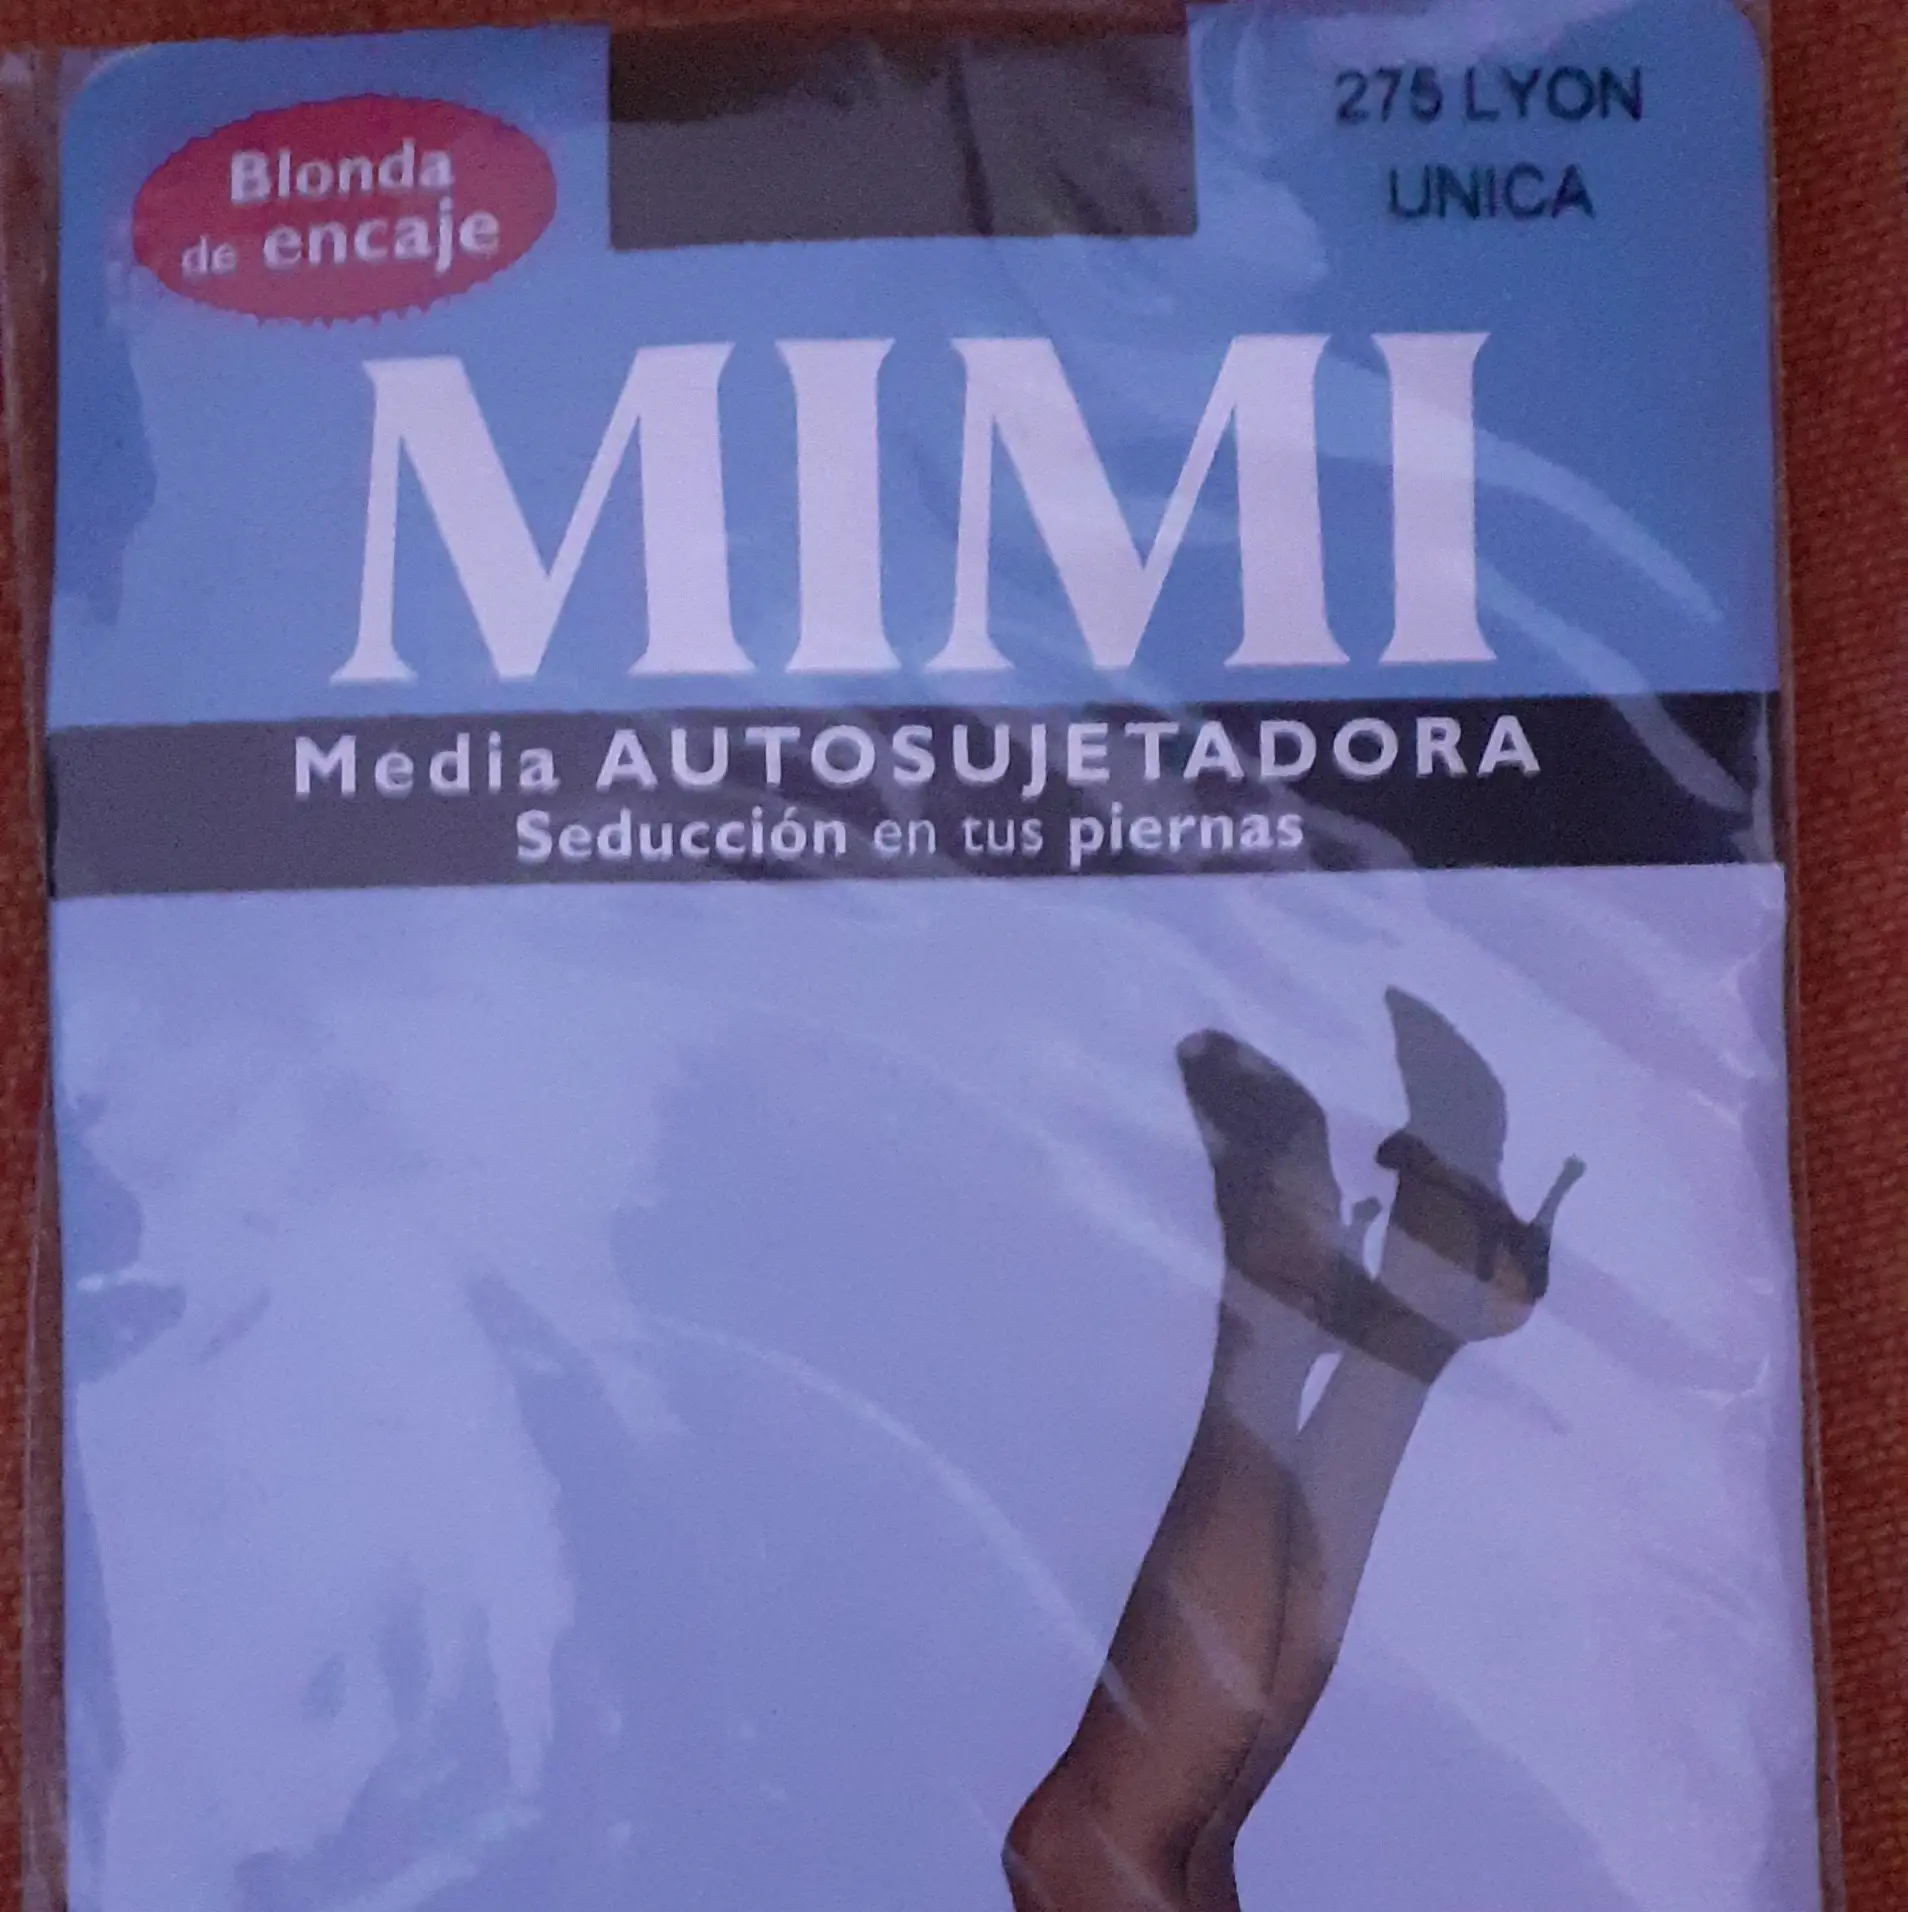 Blonda
de encaje
275 LYON
UNICA
MIMI
Media AUTOSUJETADORA
Seducción en tus piernas